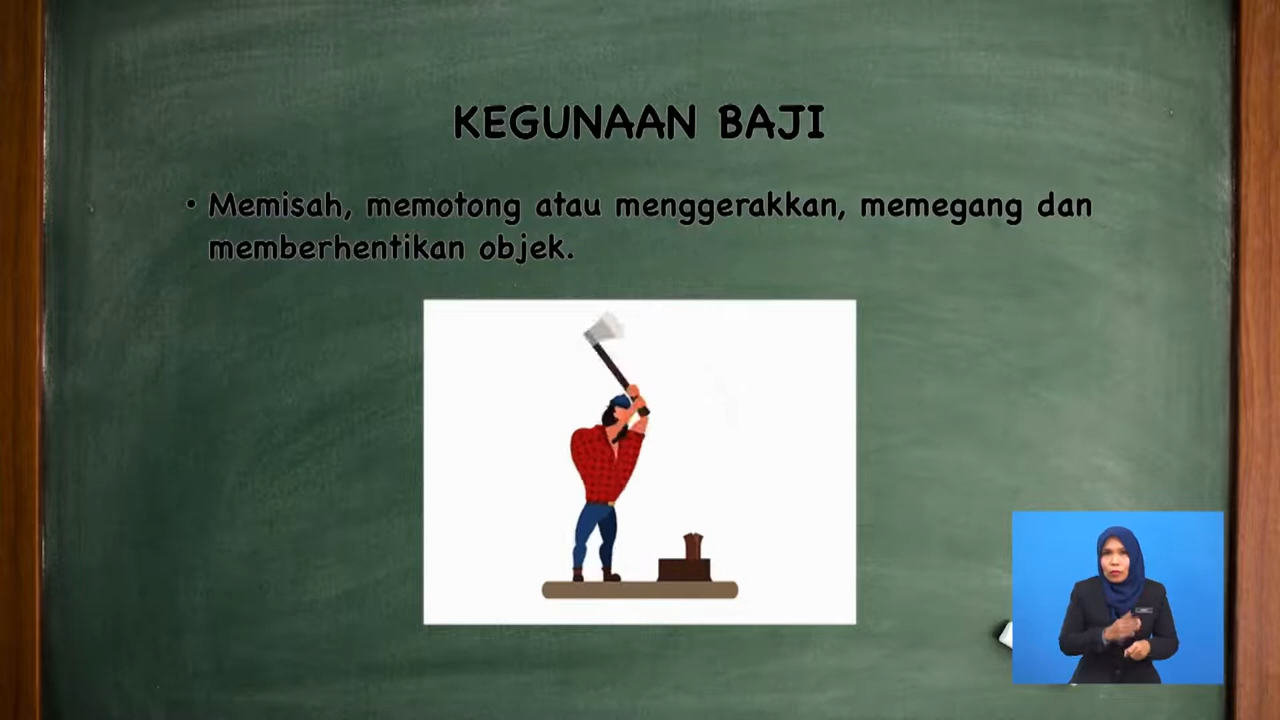 KEGUNAAN BAJI
• Memisah, memotong atau menggerakkan, memegang dan
memberhentikan objek.